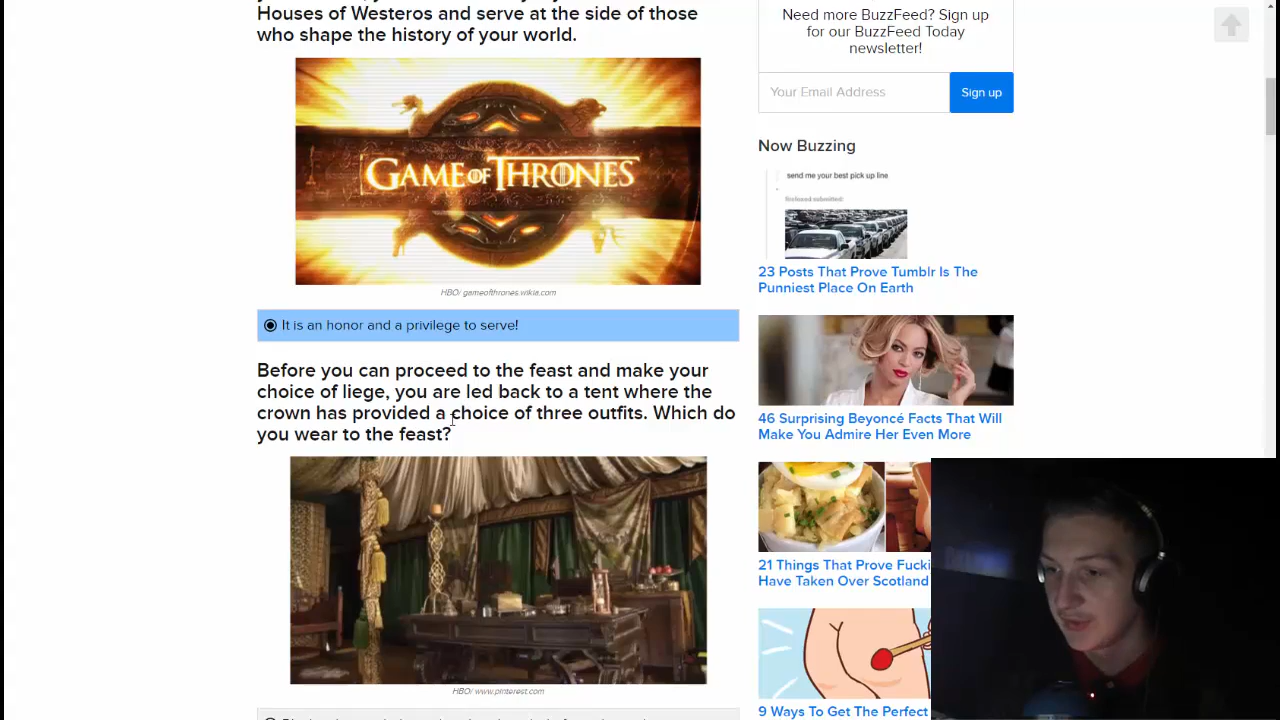 Houses of Westeros and serve at the side of those
who shape the history of your world.
GAME OF THRONES
HBO/ gameofthrones.wikia.com
It is an honor and a privilege to serve!
Before you can proceed to the feast and make your
choice of liege, you are led back to a tent where the
crown has provided a choice of three outfits. Which do
you wear to the feast?
HBO/ www.pinterest.com
Need more BuzzFeed? Sign up
for our BuzzFeed Today
newsletter!
Your Email Address
Sign up
Now Buzzing
send me your best pick up line
firchased submitted:
23 Posts That Prove Tumblr Is The
Punniest Place On Earth
46 Surprising Beyoncé Facts That Will
Make You Admire Her Even More
21 Things That Prove Fucki
Have Taken Over Scotland
9 Ways To Get The Perfect